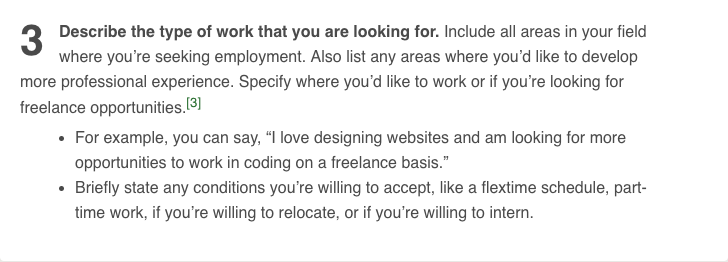 3 Describe the type of work that you are looking for. Include all areas in your field
where you’re seeking employment. Also list any areas where you’d like to develop
more professional experience. Specify where you’d like to work or if you’re looking for
freelance opportunities.[3]
• For example, you can say, “I love designing websites and am looking for more
opportunities to work in coding on a freelance basis.”
• Briefly state any conditions you’re willing to accept, like a flextime schedule, part-
time work, if you’re willing to relocate, or if you’re willing to intern.